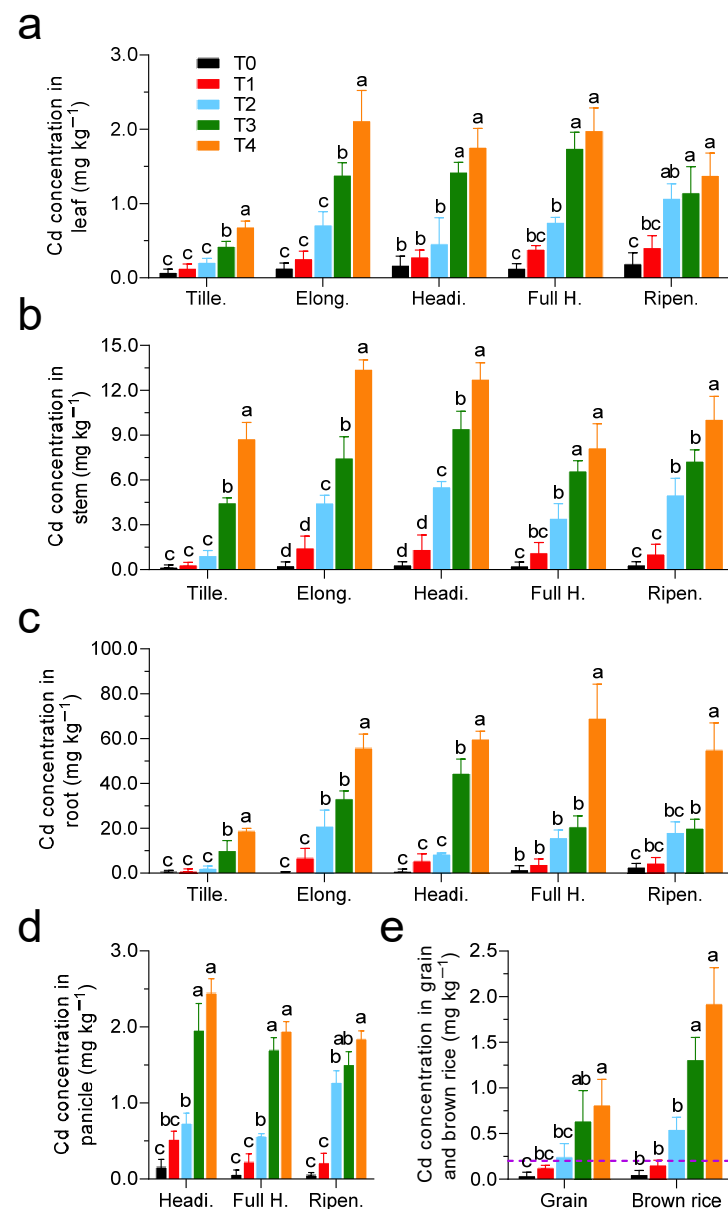 a
Cd concentration in
leaf (mg kg⁻¹)
3.0
2.0
1.0
0.0
T0
T1
T2
T3
T4
c c c b a
c c c b a
b b b a a
c bc b a a
c bc ab a a
Tille. Elong. Headi. Full H. Ripen.
b
Cd concentration in
stem (mg kg⁻¹)
15.0
12.0
9.0
6.0
3.0
0.0
c c c b a
d d c b a
d d c b a
c bc b a a
c c b b a
Tille. Elong. Headi. Full H. Ripen.
c
Cd concentration in
root (mg kg⁻¹)
100.0
80.0
60.0
40.0
20.0
0.0
c c c b a
c c b b a
c c c b a
b b b b a
c bc bc b a
Tille. Elong. Headi. Full H. Ripen.
d
Cd concentration in
panicle (mg kg⁻¹)
3.0
2.0
1.0
0.0
c bc b a a
c c b a a
c c b ab a
Headi. Full H. Ripen.
e
Cd concentration in grain
and brown rice (mg kg⁻¹)
2.5
2.0
1.5
1.0
0.5
0.0
c bc bc ab a
b b b a a
Grain Brown rice